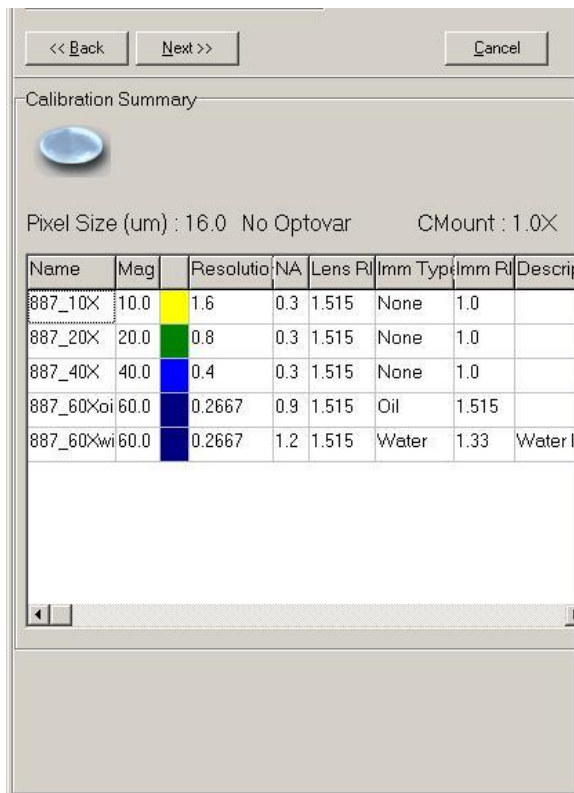 << Back Next >> Cancel
Calibration Summary
Pixel Size (um) : 16.0 No Optovar CMount : 1.0X
Name Mag Resolutio NA Lens RI Imm Type Imm RI Descrip
887_10X 10.0 1.6 0.3 1.515 None 1.0
887_20X 20.0 0.8 0.3 1.515 None 1.0
887_40X 40.0 0.4 0.3 1.515 None 1.0
887_60Xoi 60.0 0.2667 0.9 1.515 Oil 1.515
887_60Xwi 60.0 0.2667 1.2 1.515 Water 1.33 Water I